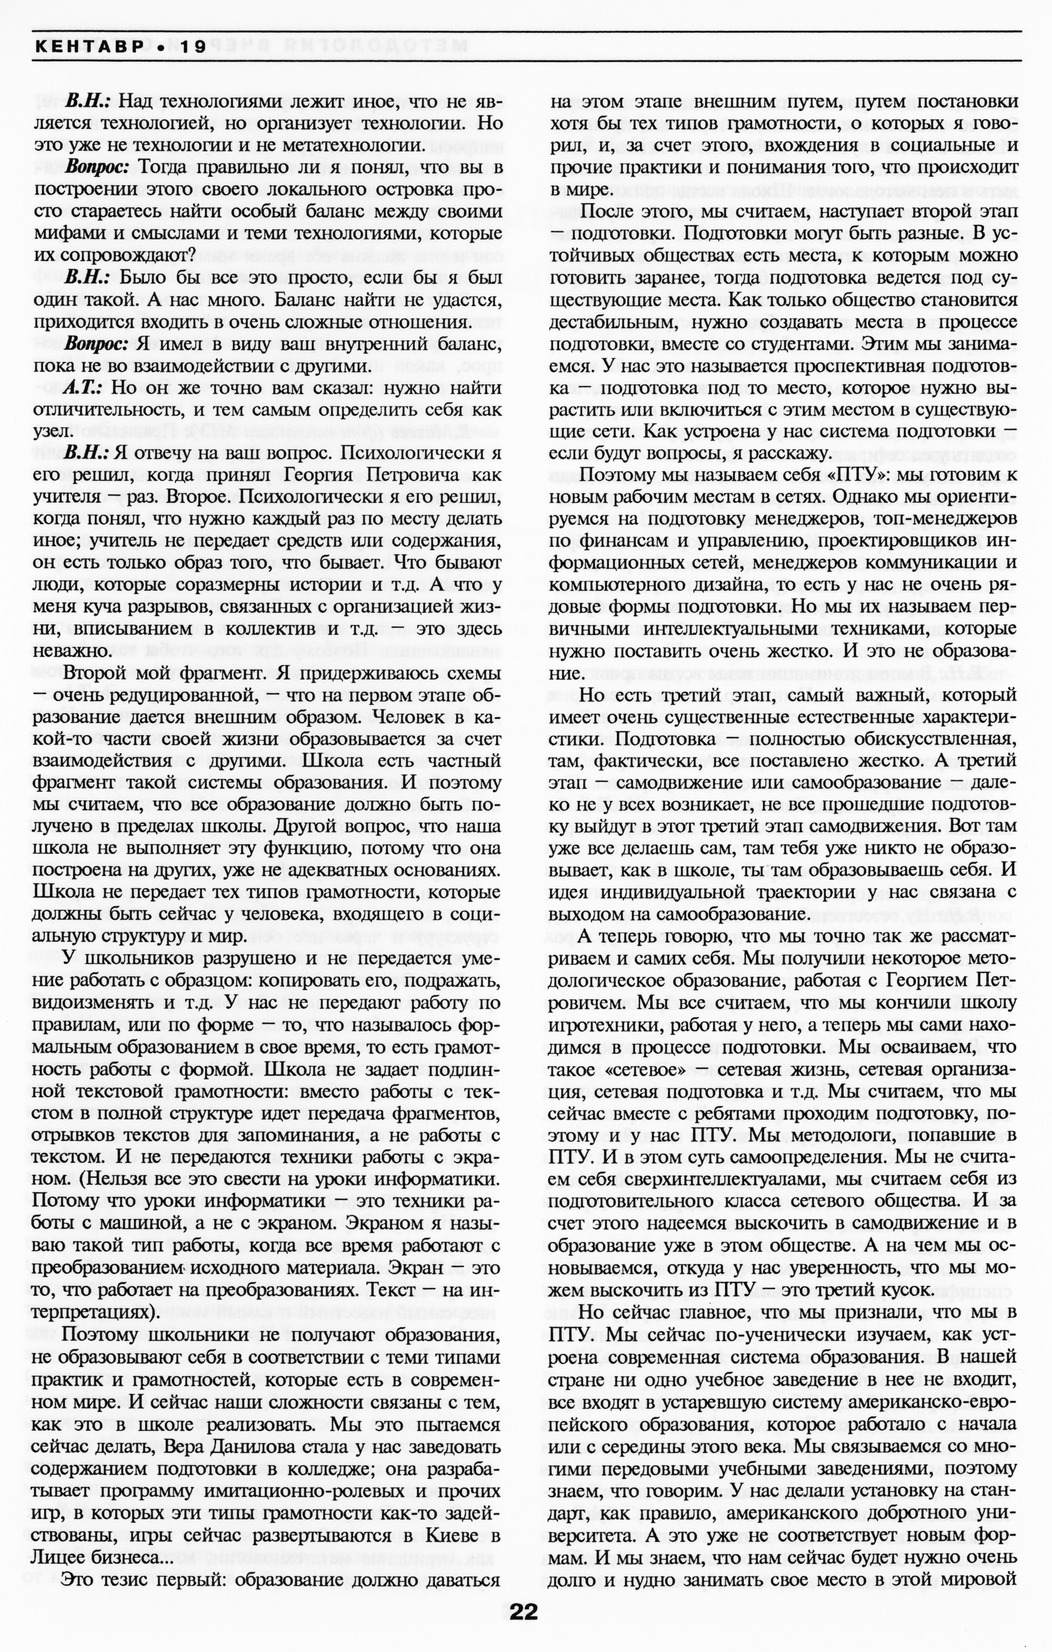 КЕНТАВР • 19
В.Н.: Над технологиями лежит иное, что не яв-
ляется технологией, но организует технологии. Но
это уже не технологии и не метатехнологии.
Вопрос: Тогда правильно ли я понял, что вы в
построении этого своего локального островка про-
сто стараетесь найти особый баланс между своими
мифами и смыслами и теми технологиями, которые
их сопровождают?
В.Н.: Было бы все это просто, если бы я был
один такой. А нас много. Баланс найти не удастся,
приходится входить в очень сложные отношения.
Вопрос: Я имел в виду ваш внутренний баланс,
пока не во взаимодействии с другими.
А.Т.: Но он же точно вам сказал: нужно найти
отличительность, и тем самым определить себя как
узел.
В.Н.: Я отвечу на ваш вопрос. Психологически я
его решил, когда принял Георгия Петровича как
учителя — раз. Второе. Психологически я его решил,
когда понял, что нужно каждый раз по месту делать
иное; учитель не передает средств или содержания,
он есть только образ того, что бывает. Что бывают
люди, которые соразмерны истории и т.д. А что у
меня куча разрывов, связанных с организацией жиз-
ни, вписыванием в коллектив и т.д. — это здесь
неважно.
Второй мой фрагмент. Я придерживаюсь схемы
— очень редуцированной, — что на первом этапе об-
разование дается внешним образом. Человек в ка-
кой-то части своей жизни образовывается за счет
взаимодействия с другими. Школа есть частный
фрагмент такой системы образования. И поэтому
мы считаем, что все образование должно быть по-
лучено в пределах школы. Другой вопрос, что наша
школа не выполняет эту функцию, потому что она
построена на других, уже не адекватных основаниях.
Школа не передает тех типов грамотности, которые
должны быть сейчас у человека, входящего в соци-
альную структуру и мир.
У школьников разрушено и не передается уме-
ние работать с образцом: копировать его, подражать,
видоизменять и т.д. У нас не передают работу по
правилам, или по форме — то, что называлось фор-
мальным образованием в свое время, то есть грамот-
ность работы с формой. Школа не задает подлин-
ной текстовой грамотности: вместо работы с тек-
стом в полной структуре идет передача фрагментов,
отрывков текстов для запоминания, а не работы с
текстом. И не передаются техники работы с экра-
ном. (Нельзя все это свести на уроки информатики.
Потому что уроки информатики — это техники ра-
боты с машиной, а не с экраном. Экраном я назы-
ваю такой тип работы, когда все время работают с
преобразованием исходного материала. Экран — это
то, что работает на преобразованиях. Текст — на ин-
терпретациях).
Поэтому школьники не получают образования,
не образовывают себя в соответствии с теми типами
практик и грамотностей, которые есть в современ-
ном мире. И сейчас наши сложности связаны с тем,
как это в школе реализовать. Мы это пытаемся
сейчас делать, Вера Данилова стала у нас заведовать
содержанием подготовки в колледже; она разраба-
тывает программу имитационно-ролевых и прочих
игр, в которых эти типы грамотности как-то задей-
ствованы, игры сейчас развертываются в Киеве в
Лицее бизнеса...
Это тезис первый: образование должно даваться
на этом этапе внешним путем, путем постановки
хотя бы тех типов грамотности, о которых я гово-
рил, и, за счет этого, вхождения в социальные и
прочие практики и понимания того, что происходит
в мире.
После этого, мы считаем, наступает второй этап
— подготовки. Подготовки могут быть разные. В ус-
тойчивых обществах есть места, к которым можно
готовить заранее, тогда подготовка ведется под су-
ществующие места. Как только общество становится
дестабильным, нужно создавать места в процессе
подготовки, вместе со студентами. Этим мы занима-
емся. У нас это называется проспективная подготов-
ка — подготовка под то место, которое нужно вы-
растить или включиться с этим местом в существую-
щие сети. Как устроена у нас система подготовки —
если будут вопросы, я расскажу.
Поэтому мы называем себя «ПТУ»: мы готовим к
новым рабочим местам в сетях. Однако мы ориенти-
руемся на подготовку менеджеров, топ-менеджеров
по финансам и управлению, проектировщиков ин-
формационных сетей, менеджеров коммуникации и
компьютерного дизайна, то есть у нас не очень ря-
довые формы подготовки. Но мы их называем пер-
вичными интеллектуальными техниками, которые
нужно поставить очень жестко. И это не образова-
ние.
Но есть третий этап, самый важный, который
имеет очень существенные естественные характери-
стики. Подготовка — полностью обискусствленная,
там, фактически, все поставлено жестко. А третий
этап — самодвижение или самообразование — дале-
ко не у всех возникает, не все прошедшие подготов-
ку выйдут в этот третий этап самодвижения. Вот там
уже все делаешь сам, там тебя уже никто не образо-
вывает, как в школе, ты там образовываешь себя. И
идея индивидуальной траектории у нас связана с
выходом на самообразование.
А теперь говорю, что мы точно так же рассмат-
риваем и самих себя. Мы получили некоторое мето-
дологическое образование, работая с Георгием Пет-
ровичем. Мы все считаем, что мы кончили школу
игротехники, работая у него, а теперь мы сами нахо-
димся в процессе подготовки. Мы осваиваем, что
такое «сетевое» — сетевая жизнь, сетевая организа-
ция, сетевая подготовка и т.д. Мы считаем, что мы
сейчас вместе с ребятами проходим подготовку, по-
этому и у нас ПТУ. Мы методологи, попавшие в
ПТУ. И в этом суть самоопределения. Мы не счита-
ем себя сверхинтеллектуалами, мы считаем себя из
подготовительного класса сетевого общества. И за
счет этого надеемся выскочить в самодвижение и в
образование уже в этом обществе. А на чем мы ос-
новываемся, откуда у нас уверенность, что мы мо-
жем выскочить из ПТУ — это третий кусок.
Но сейчас главное, что мы признали, что мы в
ПТУ. Мы сейчас по-ученически изучаем, как уст-
роена современная система образования. В нашей
стране ни одно учебное заведение в нее не входит,
все входят в устаревшую систему американско-евро-
пейского образования, которое работало с начала
или с середины этого века. Мы связываемся со мно-
гими передовыми учебными заведениями, поэтому
знаем, что говорим. У нас делали установку на стан-
дарт, как правило, американского добротного уни-
верситета. А это уже не соответствует новым фор-
мам. И мы знаем, что нам сейчас будет нужно очень
долго и нудно занимать свое место в этой мировой
22